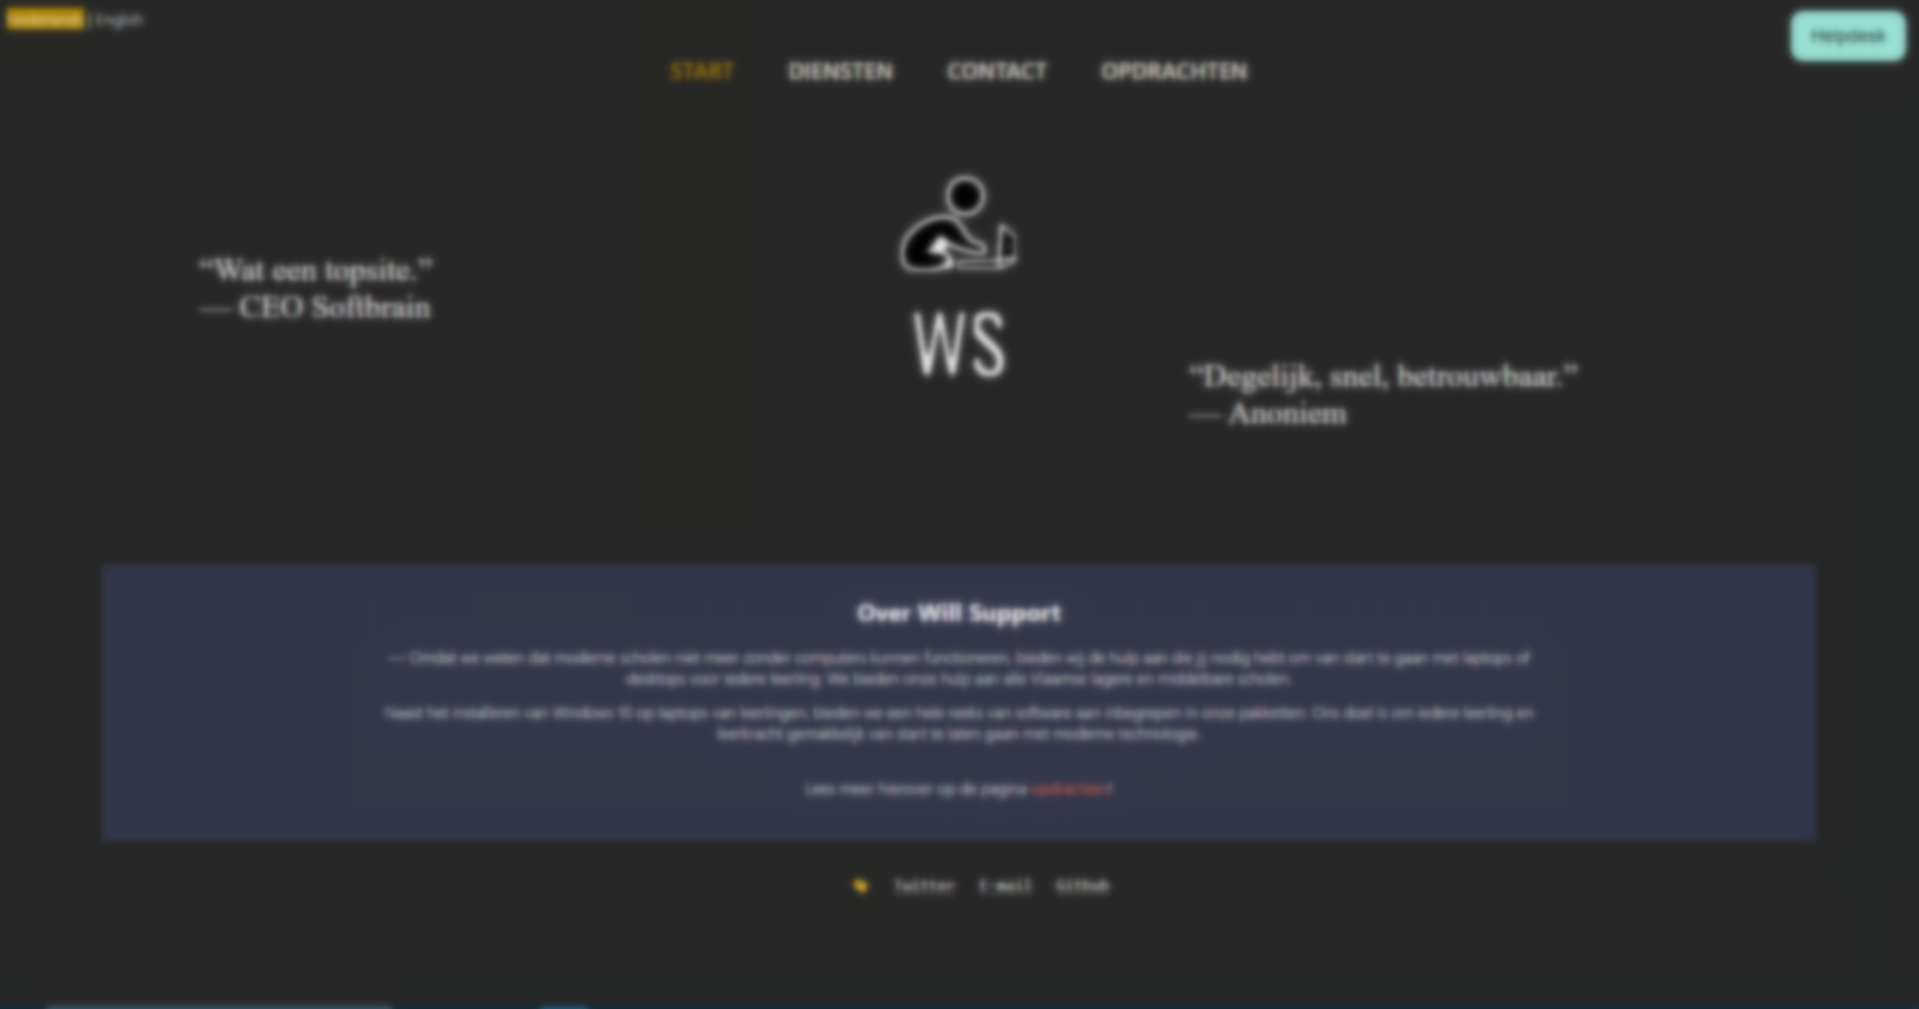 Nederlands | English
Helpdesk
START DIENSTEN CONTACT OPDRACHTEN
“Wat een topsite.”
— CEO Softbrain
WS
“Degelijk, snel, betrouwbaar.”
— Anoniem
Over Will Support
— Omdat we weten dat moderne scholen niet meer zonder computers kunnen functioneren, bieden wij de hulp aan die jij nodig hebt om van start te gaan met laptops of
desktops voor iedere leerling. We bieden onze hulp aan alle Vlaamse lagere en middelbare scholen.
Naast het installeren van Windows 10 op laptops van leerlingen, bieden we een hele reeks van software aan inbegrepen in onze pakketten. Ons doel is om iedere leerling en
leerkracht gemakkelijk van start te laten gaan met moderne technologie.
Lees meer hierover op de pagina opdrachten!
Twitter E-mail Github